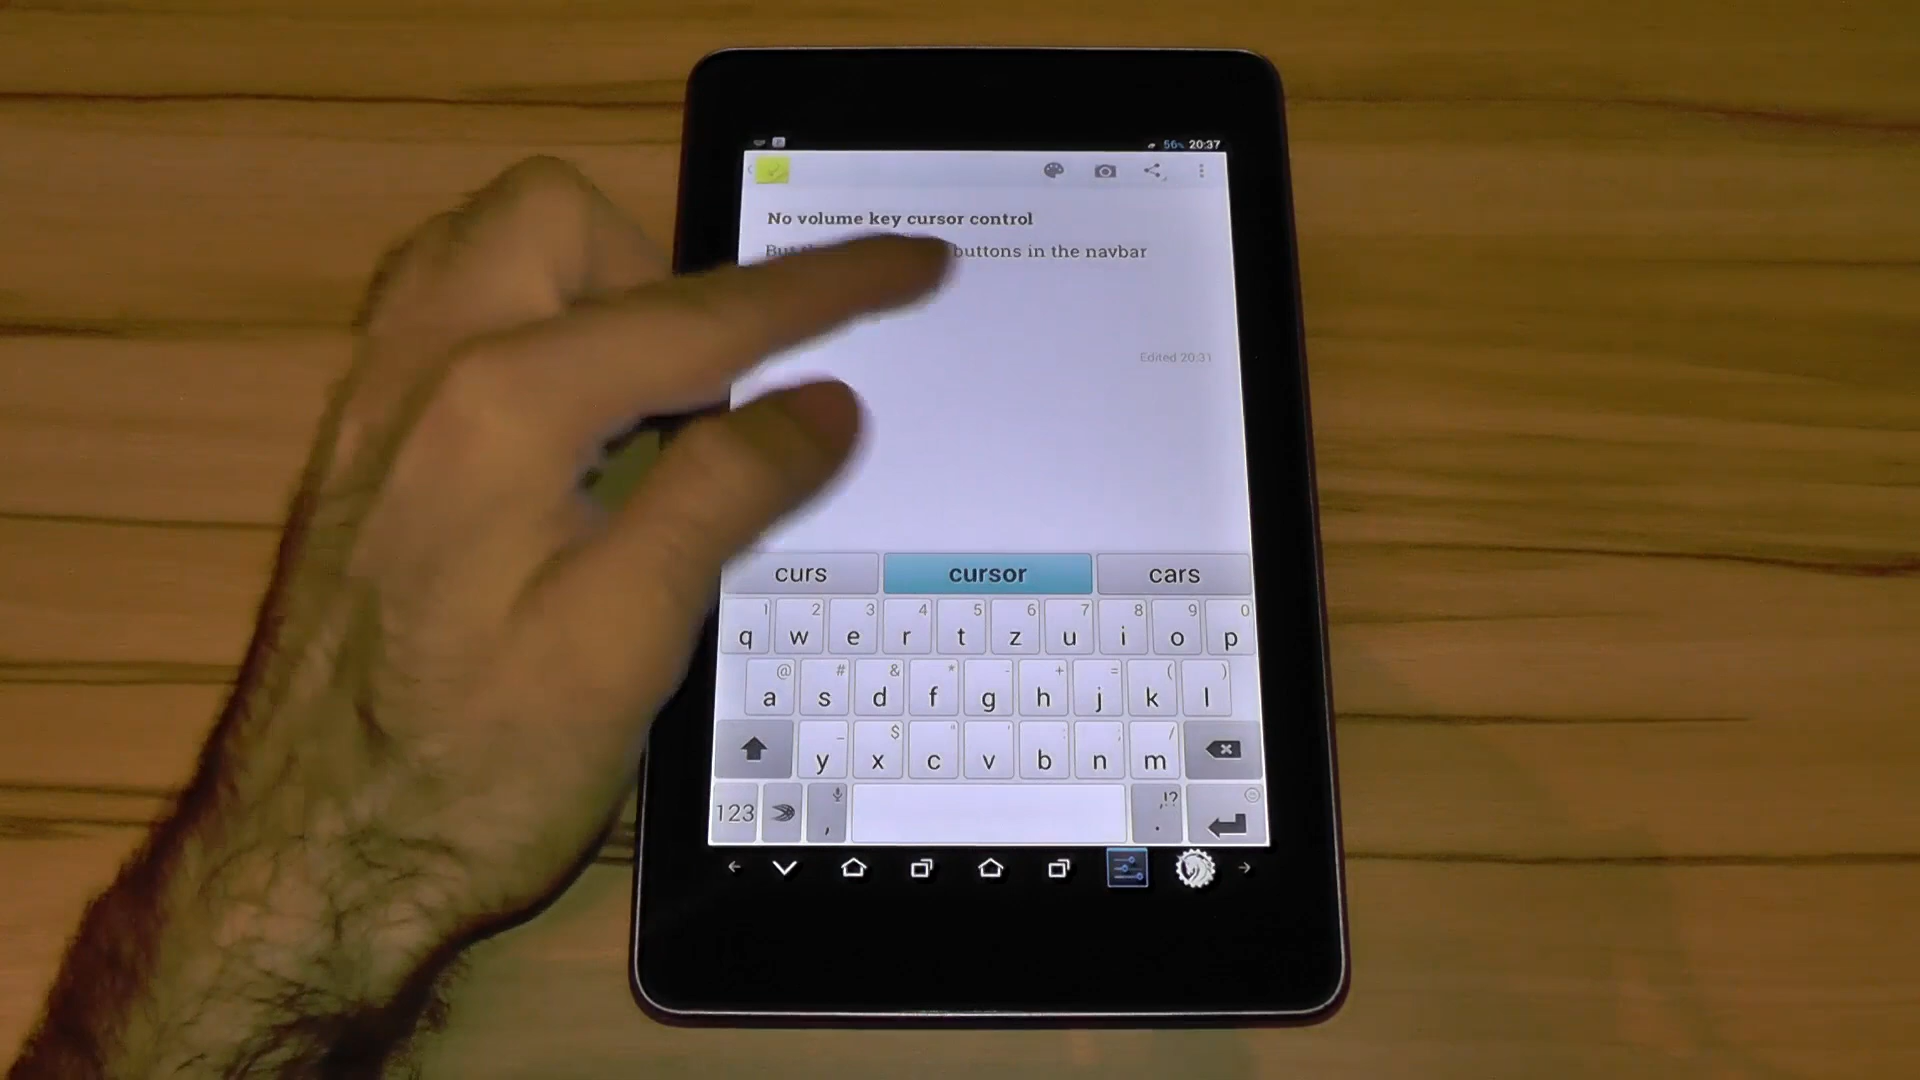 56% 20:37
No volume key cursor control
But buttons in the navbar
Edited 20:31
curs cursor cars
1 2 3 4 5 6 7 8 9 0
q w e r t z u i o p
@ # & * - + = ( )
a s d f g h j k l
$ /
y x c v b n m
123 , . ,!?